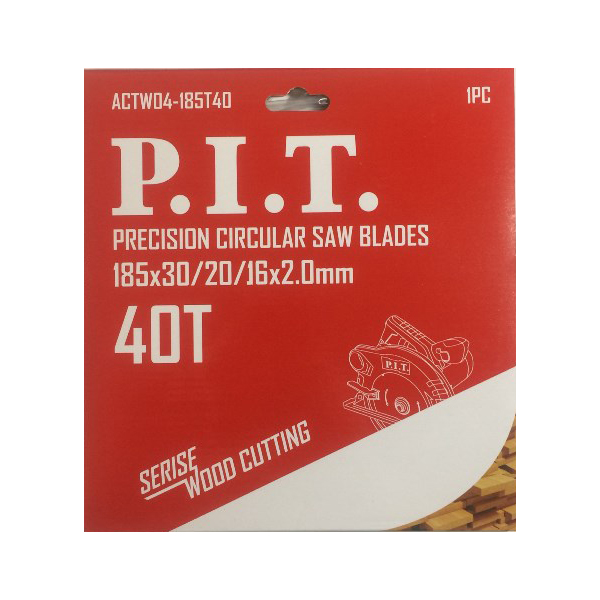 ACTW04-185T40 1PC
P.I.T.
PRECISION CIRCULAR SAW BLADES
185x30/20/16x2.0mm
40T
P.I.T.
SERISE
WOOD CUTTING